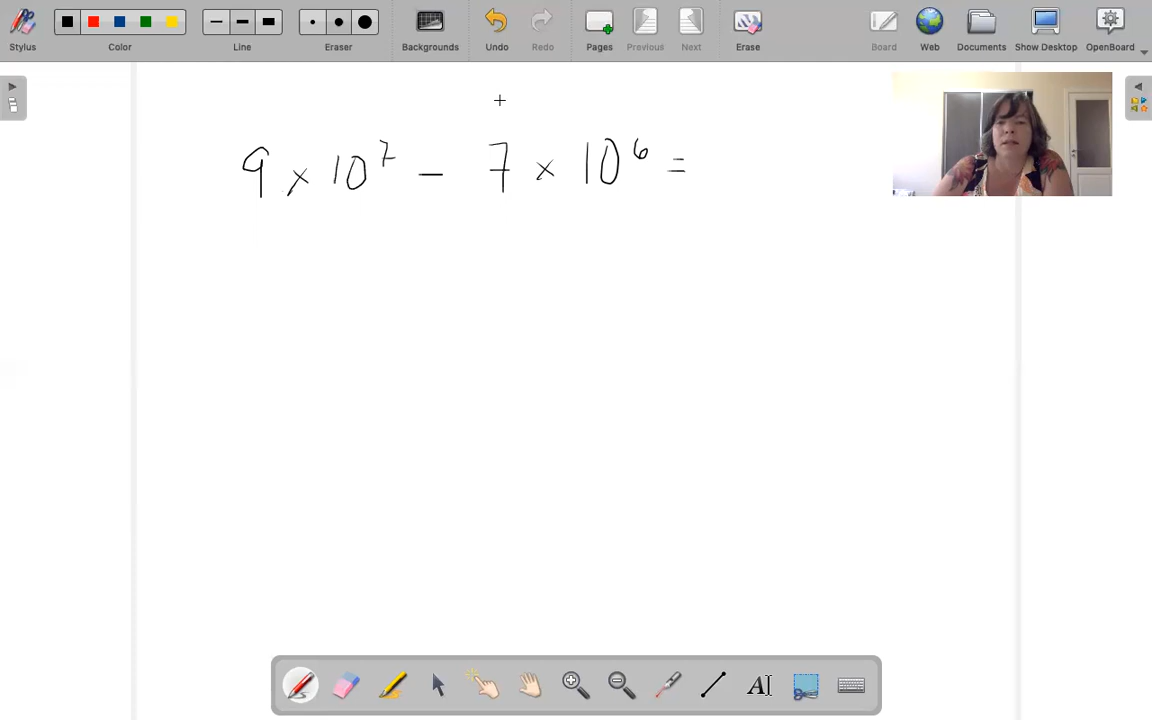 Stylus Color Line Eraser Backgrounds Undo Redo Pages Previous Next Erase Board Web Documents Show Desktop OpenBoard
9 × 10⁷ − 7 × 10⁶ =
A